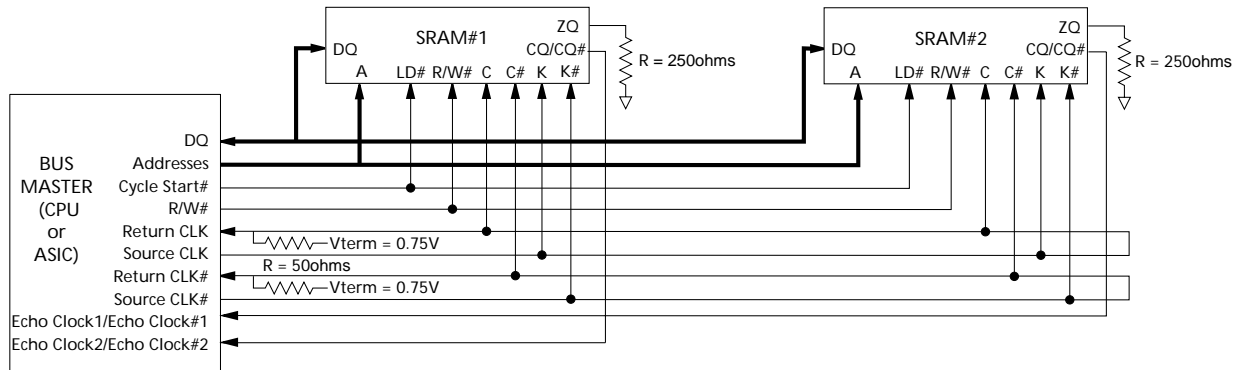 SRAM#1
DQ
ZQ
CQ/CQ#
A
LD#
R/W#
C
C#
K
K#
R = 250ohms
SRAM#2
DQ
ZQ
CQ/CQ#
A
LD#
R/W#
C
C#
K
K#
R = 250ohms
BUS
MASTER
(CPU
or
ASIC)
DQ
Addresses
Cycle Start#
R/W#
Return CLK
Source CLK
Return CLK#
Source CLK#
Echo Clock1/Echo Clock#1
Echo Clock2/Echo Clock#2
Vterm = 0.75V
R = 50ohms
Vterm = 0.75V